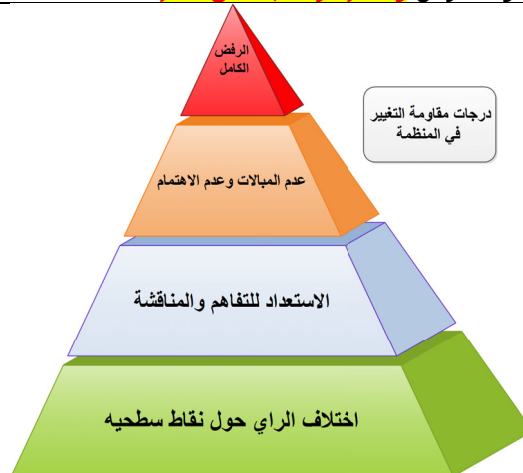 الرفض
الكامل
درجات مقاومة التغيير
في المنظمة
عدم المبالات وعدم الاهتمام
الاستعداد للتفاهم والمناقشة
اختلاف الراي حول نقاط سطحيه